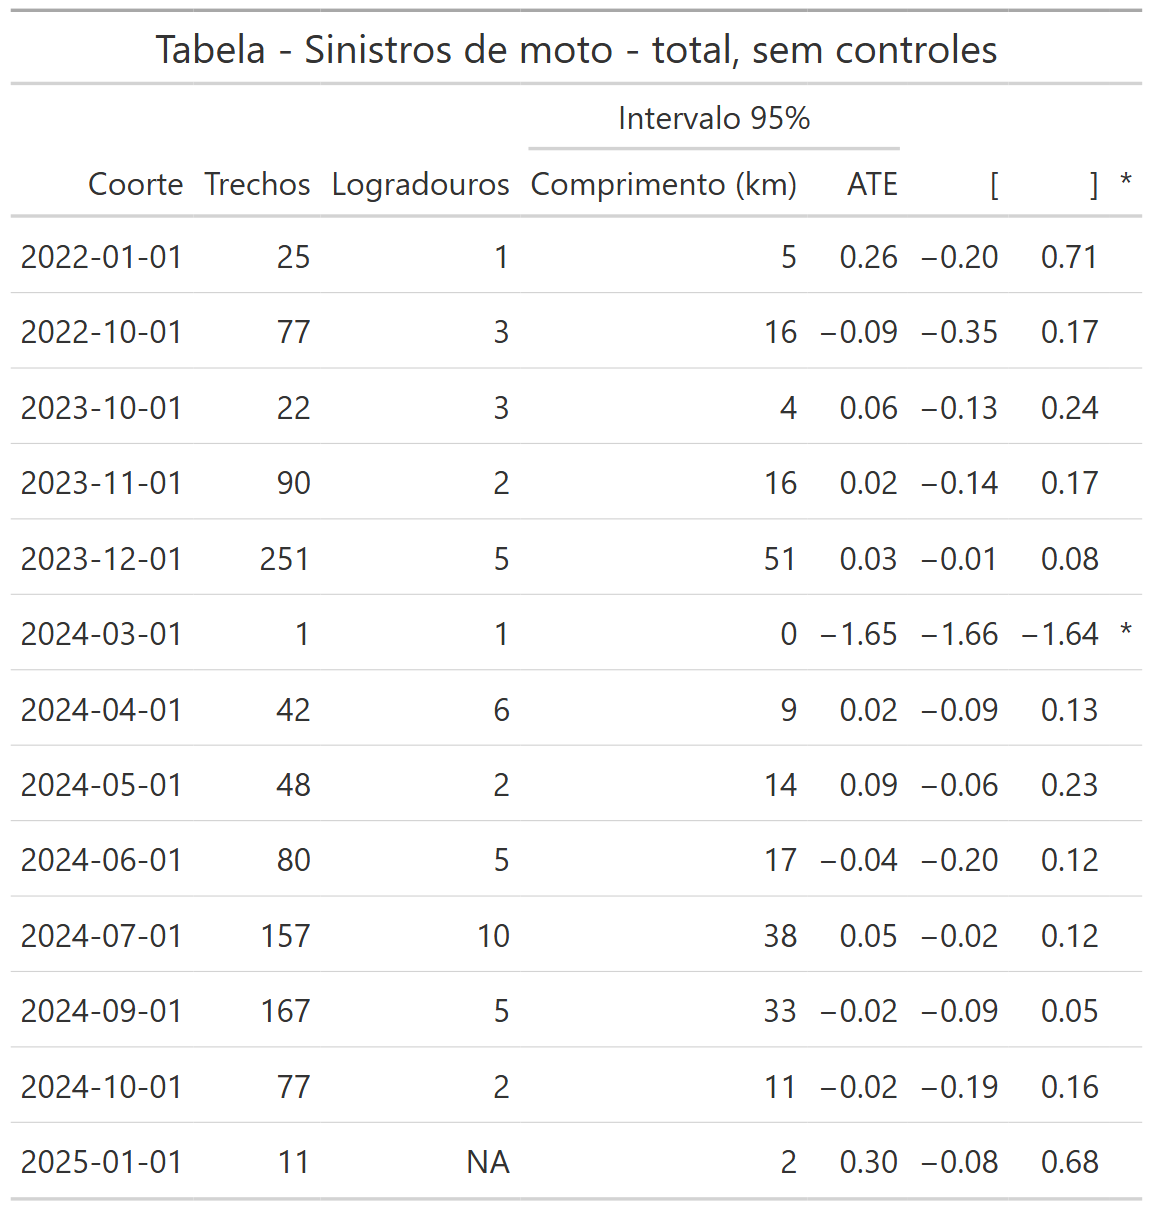 Tabela - Sinistros de moto - total, sem controles
Intervalo 95%
Coorte Trechos Logradouros Comprimento (km) ATE [ ] *
2022-01-01 25 1 5 0.26 −0.20 0.71
2022-10-01 77 3 16 −0.09 −0.35 0.17
2023-10-01 22 3 4 0.06 −0.13 0.24
2023-11-01 90 2 16 0.02 −0.14 0.17
2023-12-01 251 5 51 0.03 −0.01 0.08
2024-03-01 1 1 0 −1.65 −1.66 −1.64 *
2024-04-01 42 6 9 0.02 −0.09 0.13
2024-05-01 48 2 14 0.09 −0.06 0.23
2024-06-01 80 5 17 −0.04 −0.20 0.12
2024-07-01 157 10 38 0.05 −0.02 0.12
2024-09-01 167 5 33 −0.02 −0.09 0.05
2024-10-01 77 2 11 −0.02 −0.19 0.16
2025-01-01 11 NA 2 0.30 −0.08 0.68